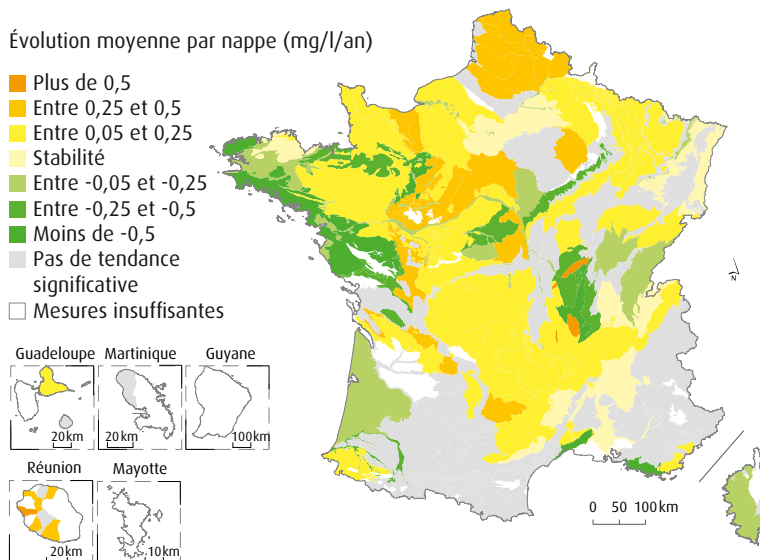 Évolution moyenne par nappe (mg/l/an)
Plus de 0,5
Entre 0,25 et 0,5
Entre 0,05 et 0,25
Stabilité
Entre -0,05 et -0,25
Entre -0,25 et -0,5
Moins de -0,5
Pas de tendance
significative
Mesures insuffisantes
N
Guadeloupe
20 km
Martinique
20 km
Guyane
100 km
Réunion
20 km
Mayotte
10 km
0 50 100 km